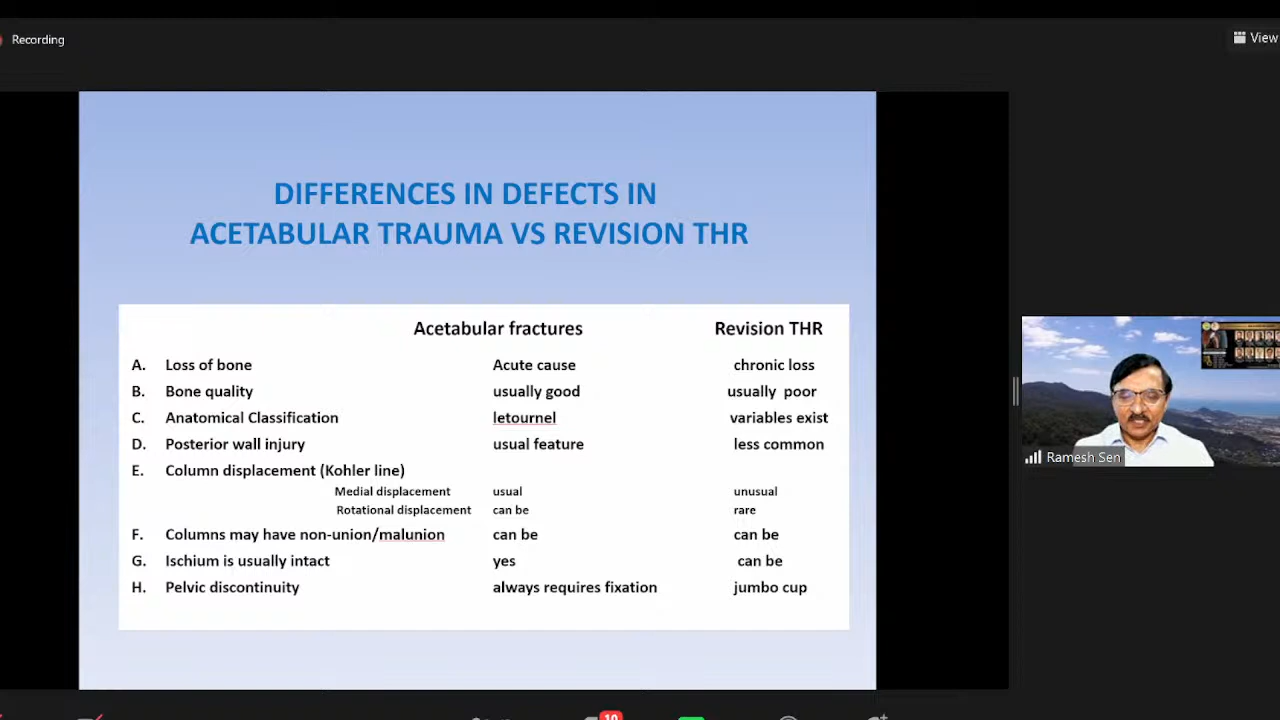 Recording
View
DIFFERENCES IN DEFECTS IN
ACETABULAR TRAUMA VS REVISION THR
Acetabular fractures Revision THR
A. Loss of bone Acute cause chronic loss
B. Bone quality usually good usually poor
C. Anatomical Classification letournel variables exist
D. Posterior wall injury usual feature less common
E. Column displacement (Kohler line)
Medial displacement usual unusual
Rotational displacement can be rare
F. Columns may have non-union/malunion can be can be
G. Ischium is usually intact yes can be
H. Pelvic discontinuity always requires fixation jumbo cup
Ramesh Sen
10